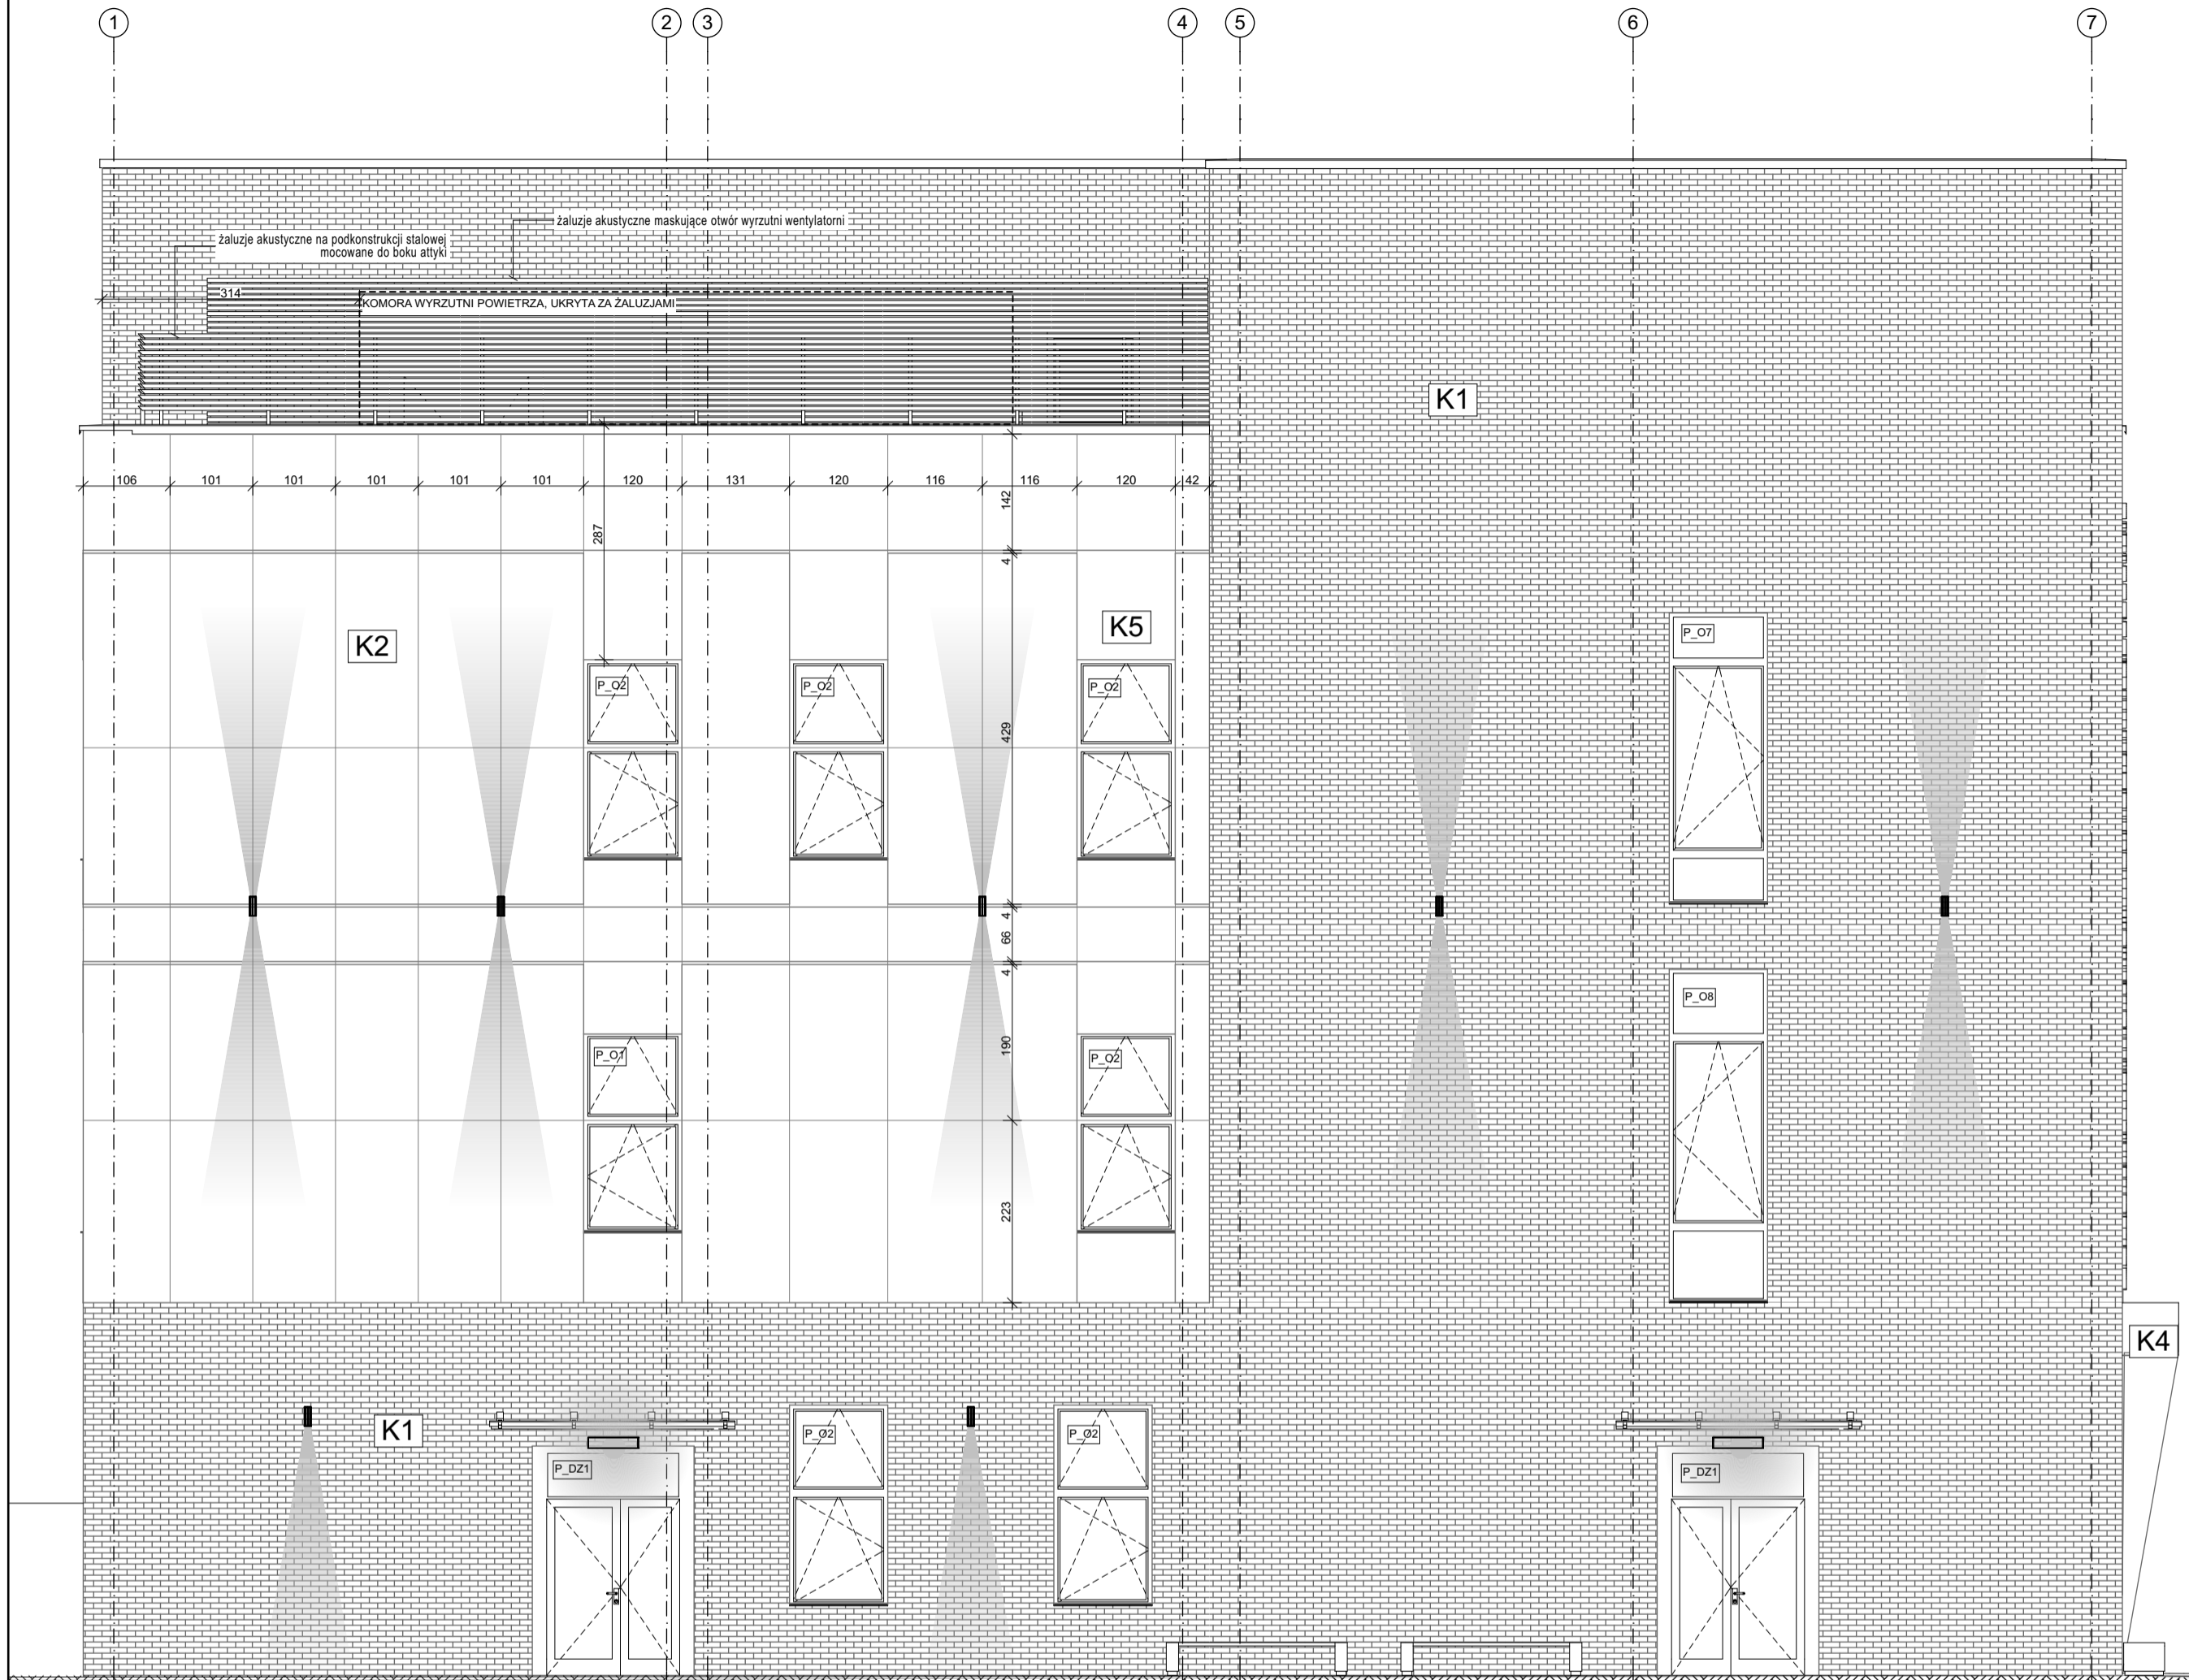 1 2 3 4 5 6 7
żaluzje akustyczne maskujące otwór wyrzutni wentylatorni
żaluzje akustyczne na podkonstrukcji stalowej
mocowane do boku attyki
314
KOMORA WYRZUTNI POWIETRZA, UKRYTA ZA ŻALUZJAMI
K1
106 101 101 101 101 101 120 131 120 116 116 120 42
142
287
4
K2
K5
P_O7
P_O2 P_O2 P_O2
429
4
66
4
P_O8
190
P_O1 P_O2
223
K4
K1
P_O2 P_O2
P_DZ1 P_DZ1